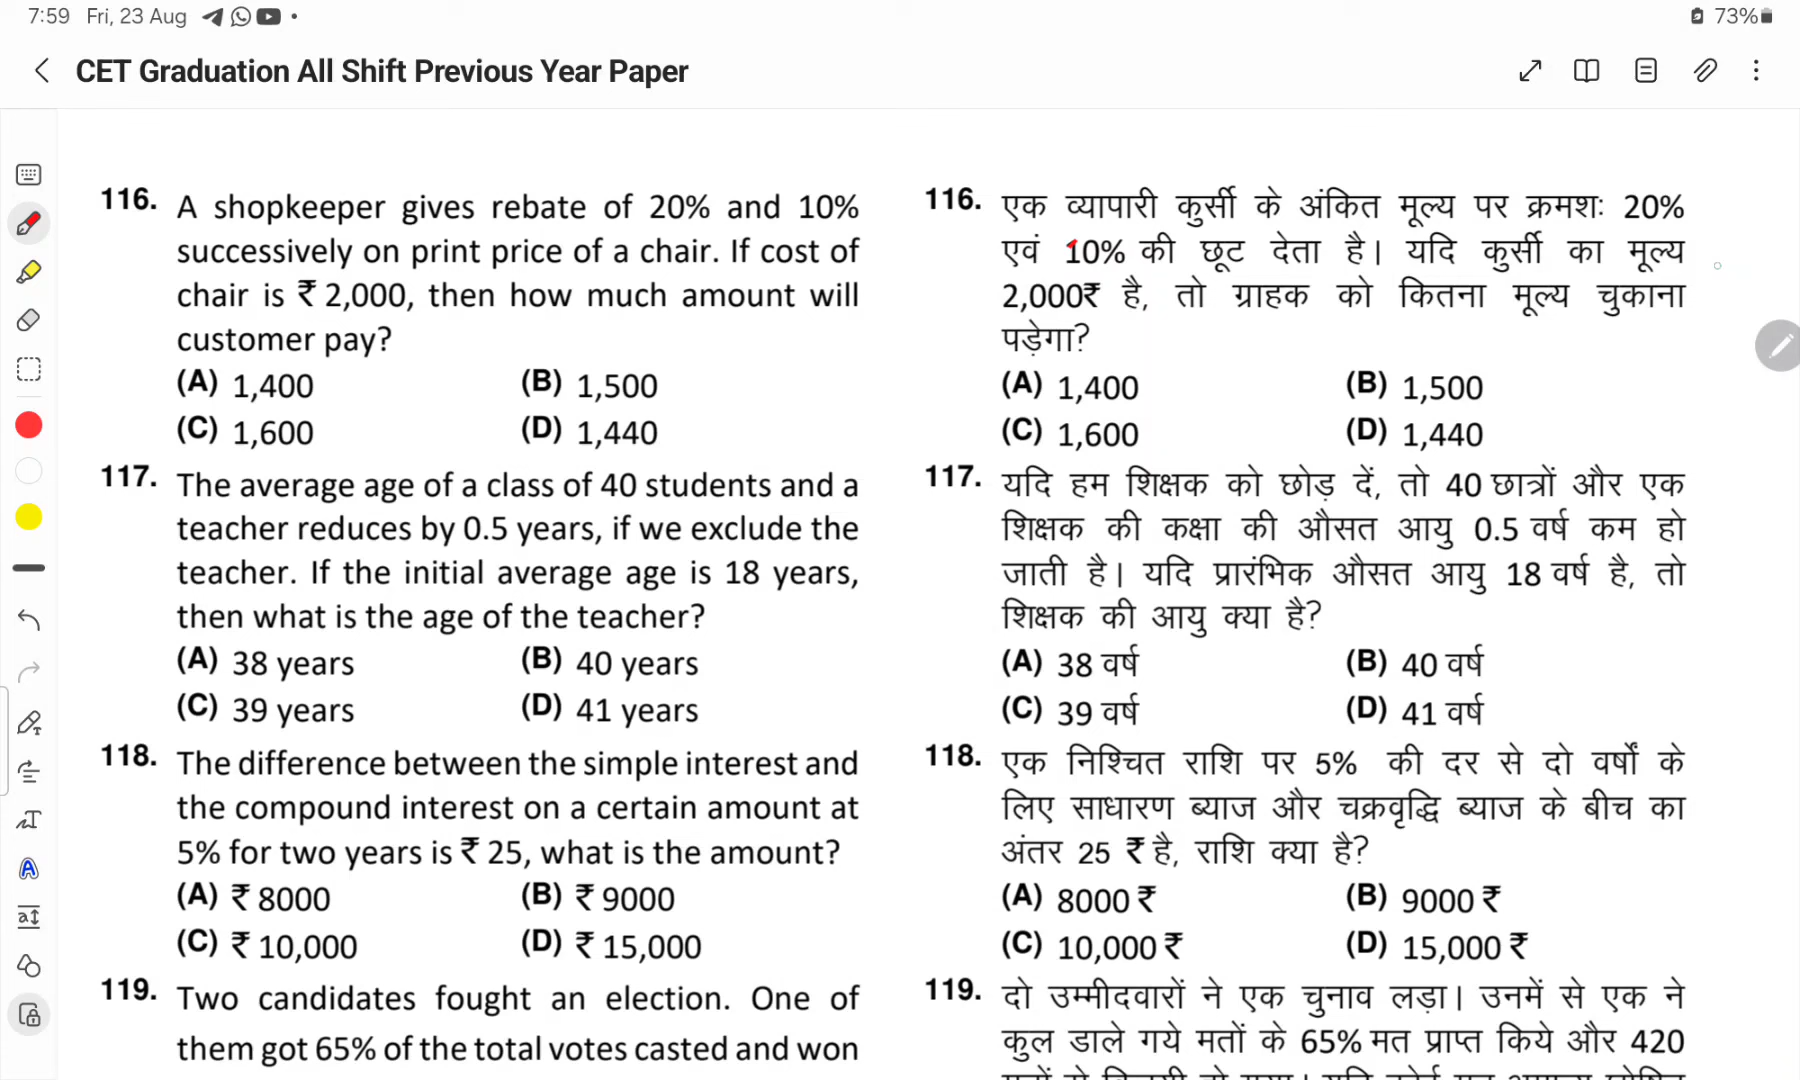 7:59 Fri, 23 Aug
73%
CET Graduation All Shift Previous Year Paper
116. A shopkeeper gives rebate of 20% and 10%
successively on print price of a chair. If cost of
chair is ₹ 2,000, then how much amount will
customer pay?
(A) 1,400 (B) 1,500
(C) 1,600 (D) 1,440
117. The average age of a class of 40 students and a
teacher reduces by 0.5 years, if we exclude the
teacher. If the initial average age is 18 years,
then what is the age of the teacher?
(A) 38 years (B) 40 years
(C) 39 years (D) 41 years
118. The difference between the simple interest and
the compound interest on a certain amount at
5% for two years is ₹ 25, what is the amount?
(A) ₹ 8000 (B) ₹ 9000
(C) ₹ 10,000 (D) ₹ 15,000
119. Two candidates fought an election. One of
them got 65% of the total votes casted and won
116. एक व्यापारी कुर्सी के अंकित मूल्य पर क्रमशः 20%
एवं 10% की छूट देता है। यदि कुर्सी का मूल्य
2,000₹ है, तो ग्राहक को कितना मूल्य चुकाना
पड़ेगा?
(A) 1,400 (B) 1,500
(C) 1,600 (D) 1,440
117. यदि हम शिक्षक को छोड़ दें, तो 40 छात्रों और एक
शिक्षक की कक्षा की औसत आयु 0.5 वर्ष कम हो
जाती है। यदि प्रारंभिक औसत आयु 18 वर्ष है, तो
शिक्षक की आयु क्या है?
(A) 38 वर्ष (B) 40 वर्ष
(C) 39 वर्ष (D) 41 वर्ष
118. एक निश्चित राशि पर 5% की दर से दो वर्षों के
लिए साधारण ब्याज और चक्रवृद्धि ब्याज के बीच का
अंतर 25 ₹ है, राशि क्या है?
(A) 8000 ₹ (B) 9000 ₹
(C) 10,000 ₹ (D) 15,000 ₹
119. दो उम्मीदवारों ने एक चुनाव लड़ा। उनमें से एक ने
कुल डाले गये मतों के 65% मत प्राप्त किये और 420